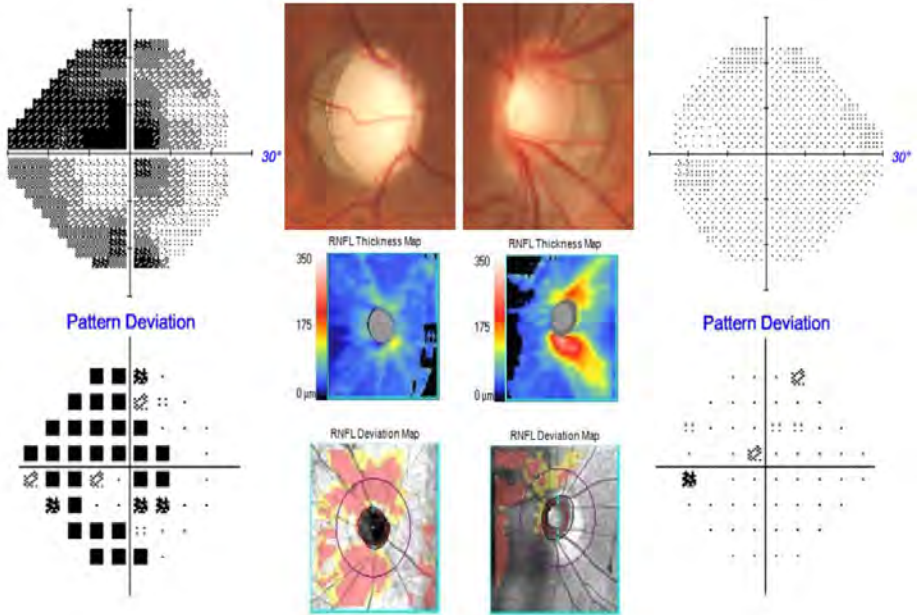 30°
30°
RNFL Thickness Map
RNFL Thickness Map
350
175
0 µm
350
175
0 µm
Pattern Deviation
Pattern Deviation
RNFL Deviation Map
RNFL Deviation Map